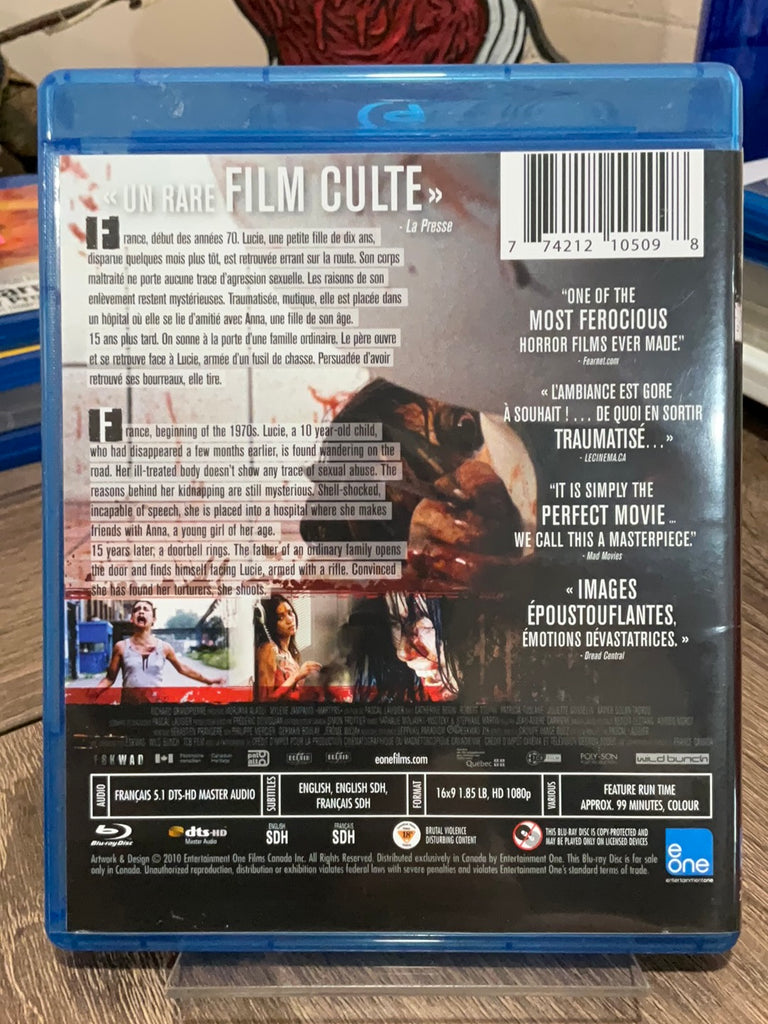 « UN RARE FILM CULTE »
- La Presse
France, début des années 70. Lucie, une petite fille de dix ans,
disparue quelques mois plus tôt, est retrouvée errant sur la route. Son corps
maltraité ne porte aucune trace d'agression sexuelle. Les raisons de son
enlèvement restent mystérieuses. Traumatisée, mutique, elle est placée dans
un hôpital où elle se lie d'amitié avec Anna, une fille de son âge.
15 ans plus tard. On sonne à la porte d'une famille ordinaire. Le père ouvre
et se retrouve face à Lucie, armée d'un fusil de chasse. Persuadée d'avoir
retrouvé ses bourreaux, elle tire.
France, beginning of the 1970s. Lucie, a 10 year-old child,
who had disappeared a few months earlier, is found wandering on the
road. Her ill-treated body doesn't show any trace of sexual abuse. The
reasons behind her kidnapping are still mysterious. Shell-shocked,
incapable of speech, she is placed into a hospital where she makes
friends with Anna, a young girl of her age.
15 years later, a doorbell rings. The father of an ordinary family opens
the door and finds himself facing Lucie, armed with a rifle. Convinced
she has found her torturers, she shoots.
7 74212 10509 8
"ONE OF THE
MOST FEROCIOUS
HORROR FILMS EVER MADE."
- Fearnet.com
« L'AMBIANCE EST GORE
À SOUHAIT ! ... DE QUOI EN SORTIR
TRAUMATISÉ... »
- LECINEMA.CA
"IT IS SIMPLY THE
PERFECT MOVIE ...
WE CALL THIS A MASTERPIECE."
- Mad Movies
« IMAGES
ÉPOUSTOUFLANTES,
ÉMOTIONS DÉVASTATRICES. »
- Dread Central
eonefilms.com
Québec
POLY-SON
wild bunch
AUDIO
FRANÇAIS 5.1 DTS-HD MASTER AUDIO
SUBTITLES
ENGLISH, ENGLISH SDH,
FRANÇAIS SDH
FORMAT
16x9 1.85 LB, HD 1080p
VARIOUS
FEATURE RUN TIME
APPROX. 99 MINUTES, COLOUR
Blu-ray Disc
dts-HD
Master Audio
ENGLISH
SDH
FRANÇAIS
SDH
18
BRUTAL VIOLENCE
DISTURBING CONTENT
THIS BLU-RAY DISC IS COPY-PROTECTED AND
MAY BE PLAYED ONLY ON LICENSED DEVICES
e one
entertainmentone
Artwork & Design © 2010 Entertainment One Films Canada Inc. All Rights Reserved. Distributed exclusively in Canada by Entertainment One. This Blu-ray Disc is for sale
only in Canada. Unauthorized reproduction, distribution or exhibition violates federal laws with severe penalties and violates Entertainment One's standard terms of trade.